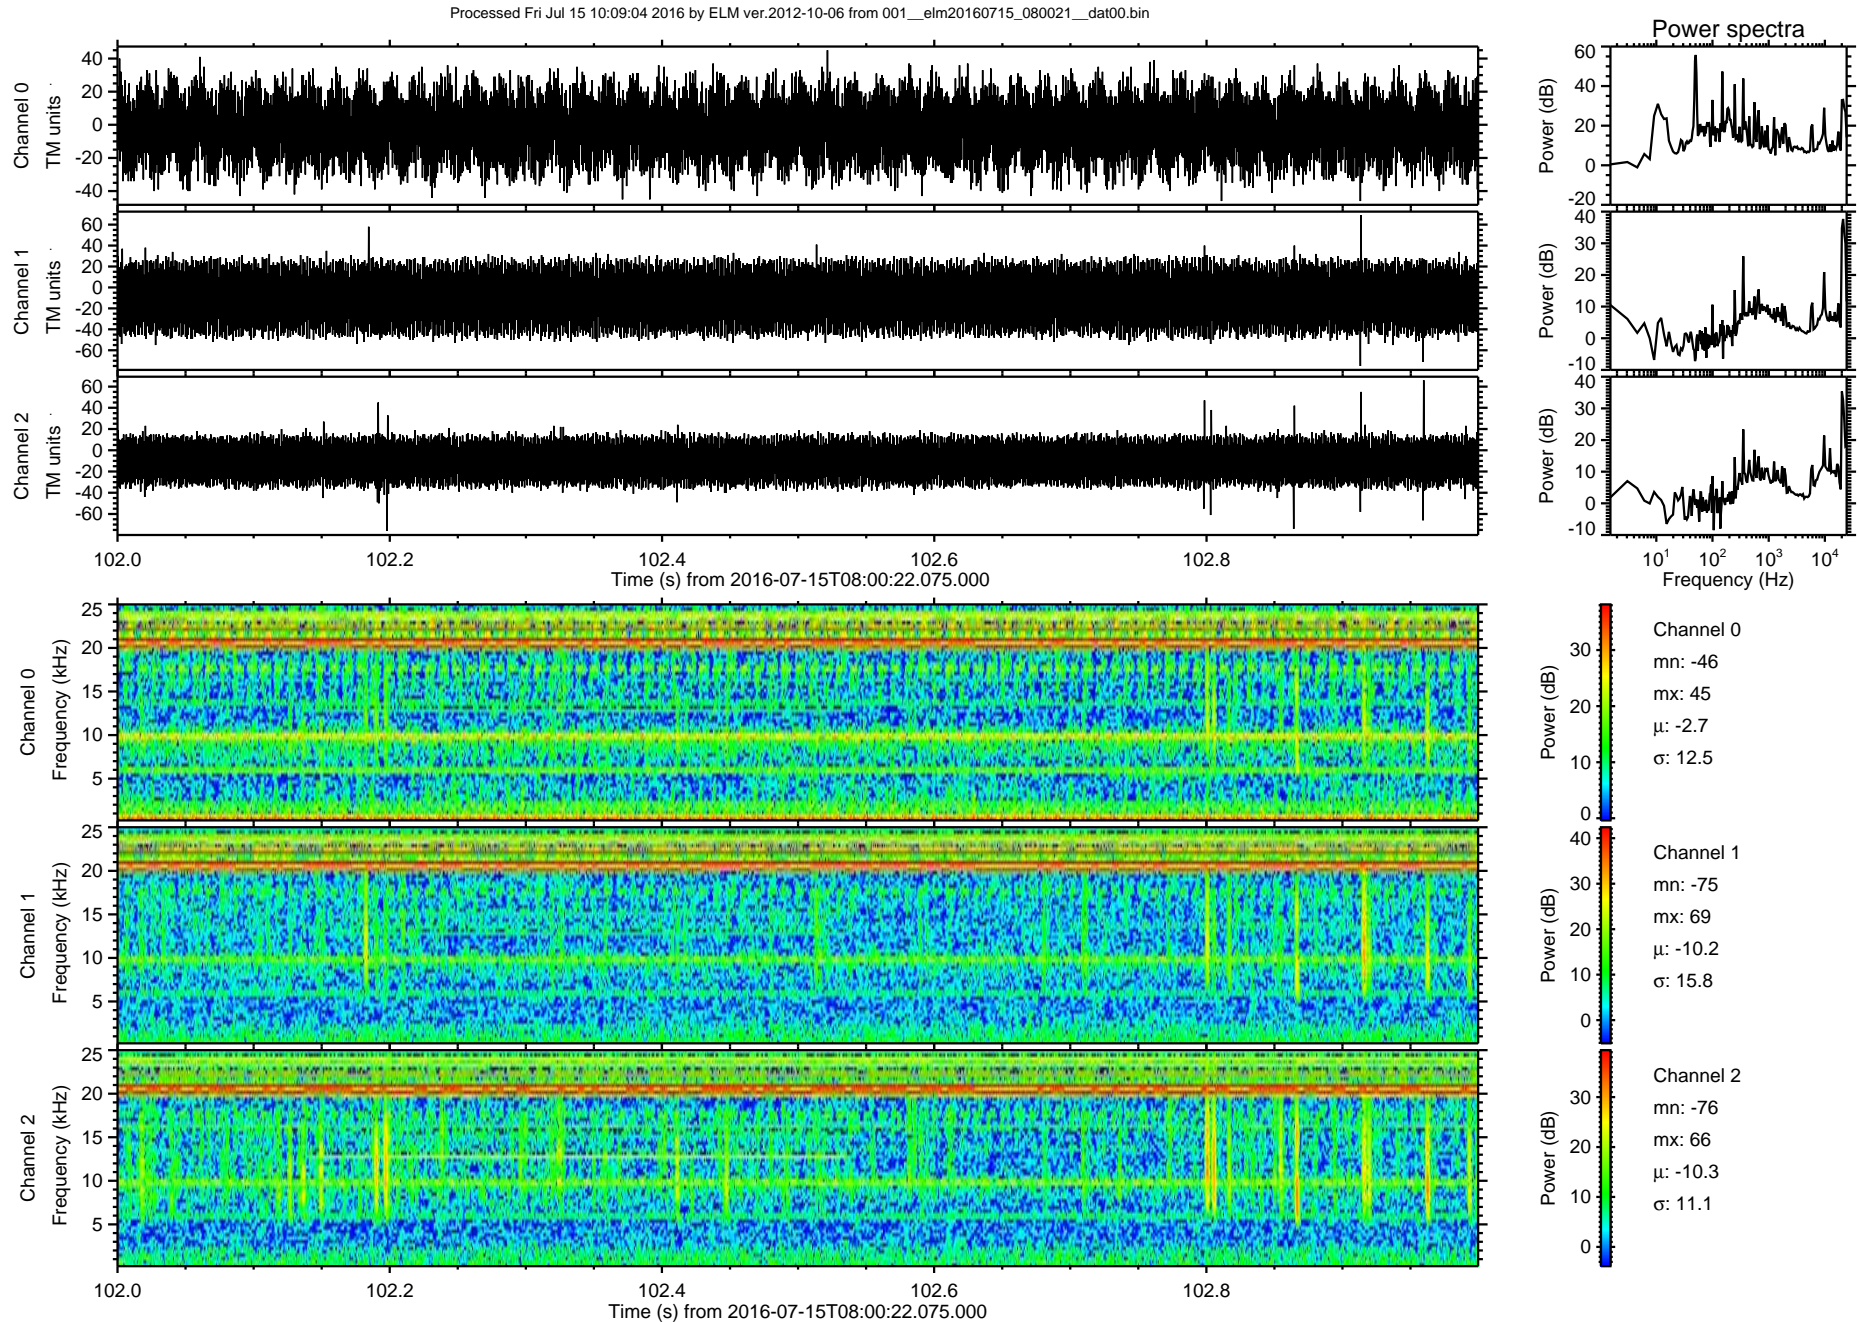 Processed Fri Jul 15 10:09:04 2016 by ELM ver.2012-10-06 from 001__elm20160715_080021__dat00.bin
Power spectra
Channel 0
TM units
40
20
0
-20
-40
Power (dB)
60
40
20
0
-20
Channel 1
TM units
60
40
20
0
-20
-40
-60
Power (dB)
40
30
20
10
0
-10
Channel 2
TM units
60
40
20
0
-20
-40
-60
Power (dB)
40
30
20
10
0
-10
102.0 102.2 102.4 102.6 102.8
Time (s) from 2016-07-15T08:00:22.075.000
10¹ 10² 10³ 10⁴
Frequency (Hz)
Channel 0
Frequency (kHz)
25
20
15
10
5
Power (dB)
30
20
10
0
Channel 0
mn: -46
mx: 45
μ: -2.7
σ: 12.5
Channel 1
Frequency (kHz)
25
20
15
10
5
Power (dB)
40
30
20
10
0
Channel 1
mn: -75
mx: 69
μ: -10.2
σ: 15.8
Channel 2
Frequency (kHz)
25
20
15
10
5
Power (dB)
30
20
10
0
Channel 2
mn: -76
mx: 66
μ: -10.3
σ: 11.1
102.0 102.2 102.4 102.6 102.8
Time (s) from 2016-07-15T08:00:22.075.000